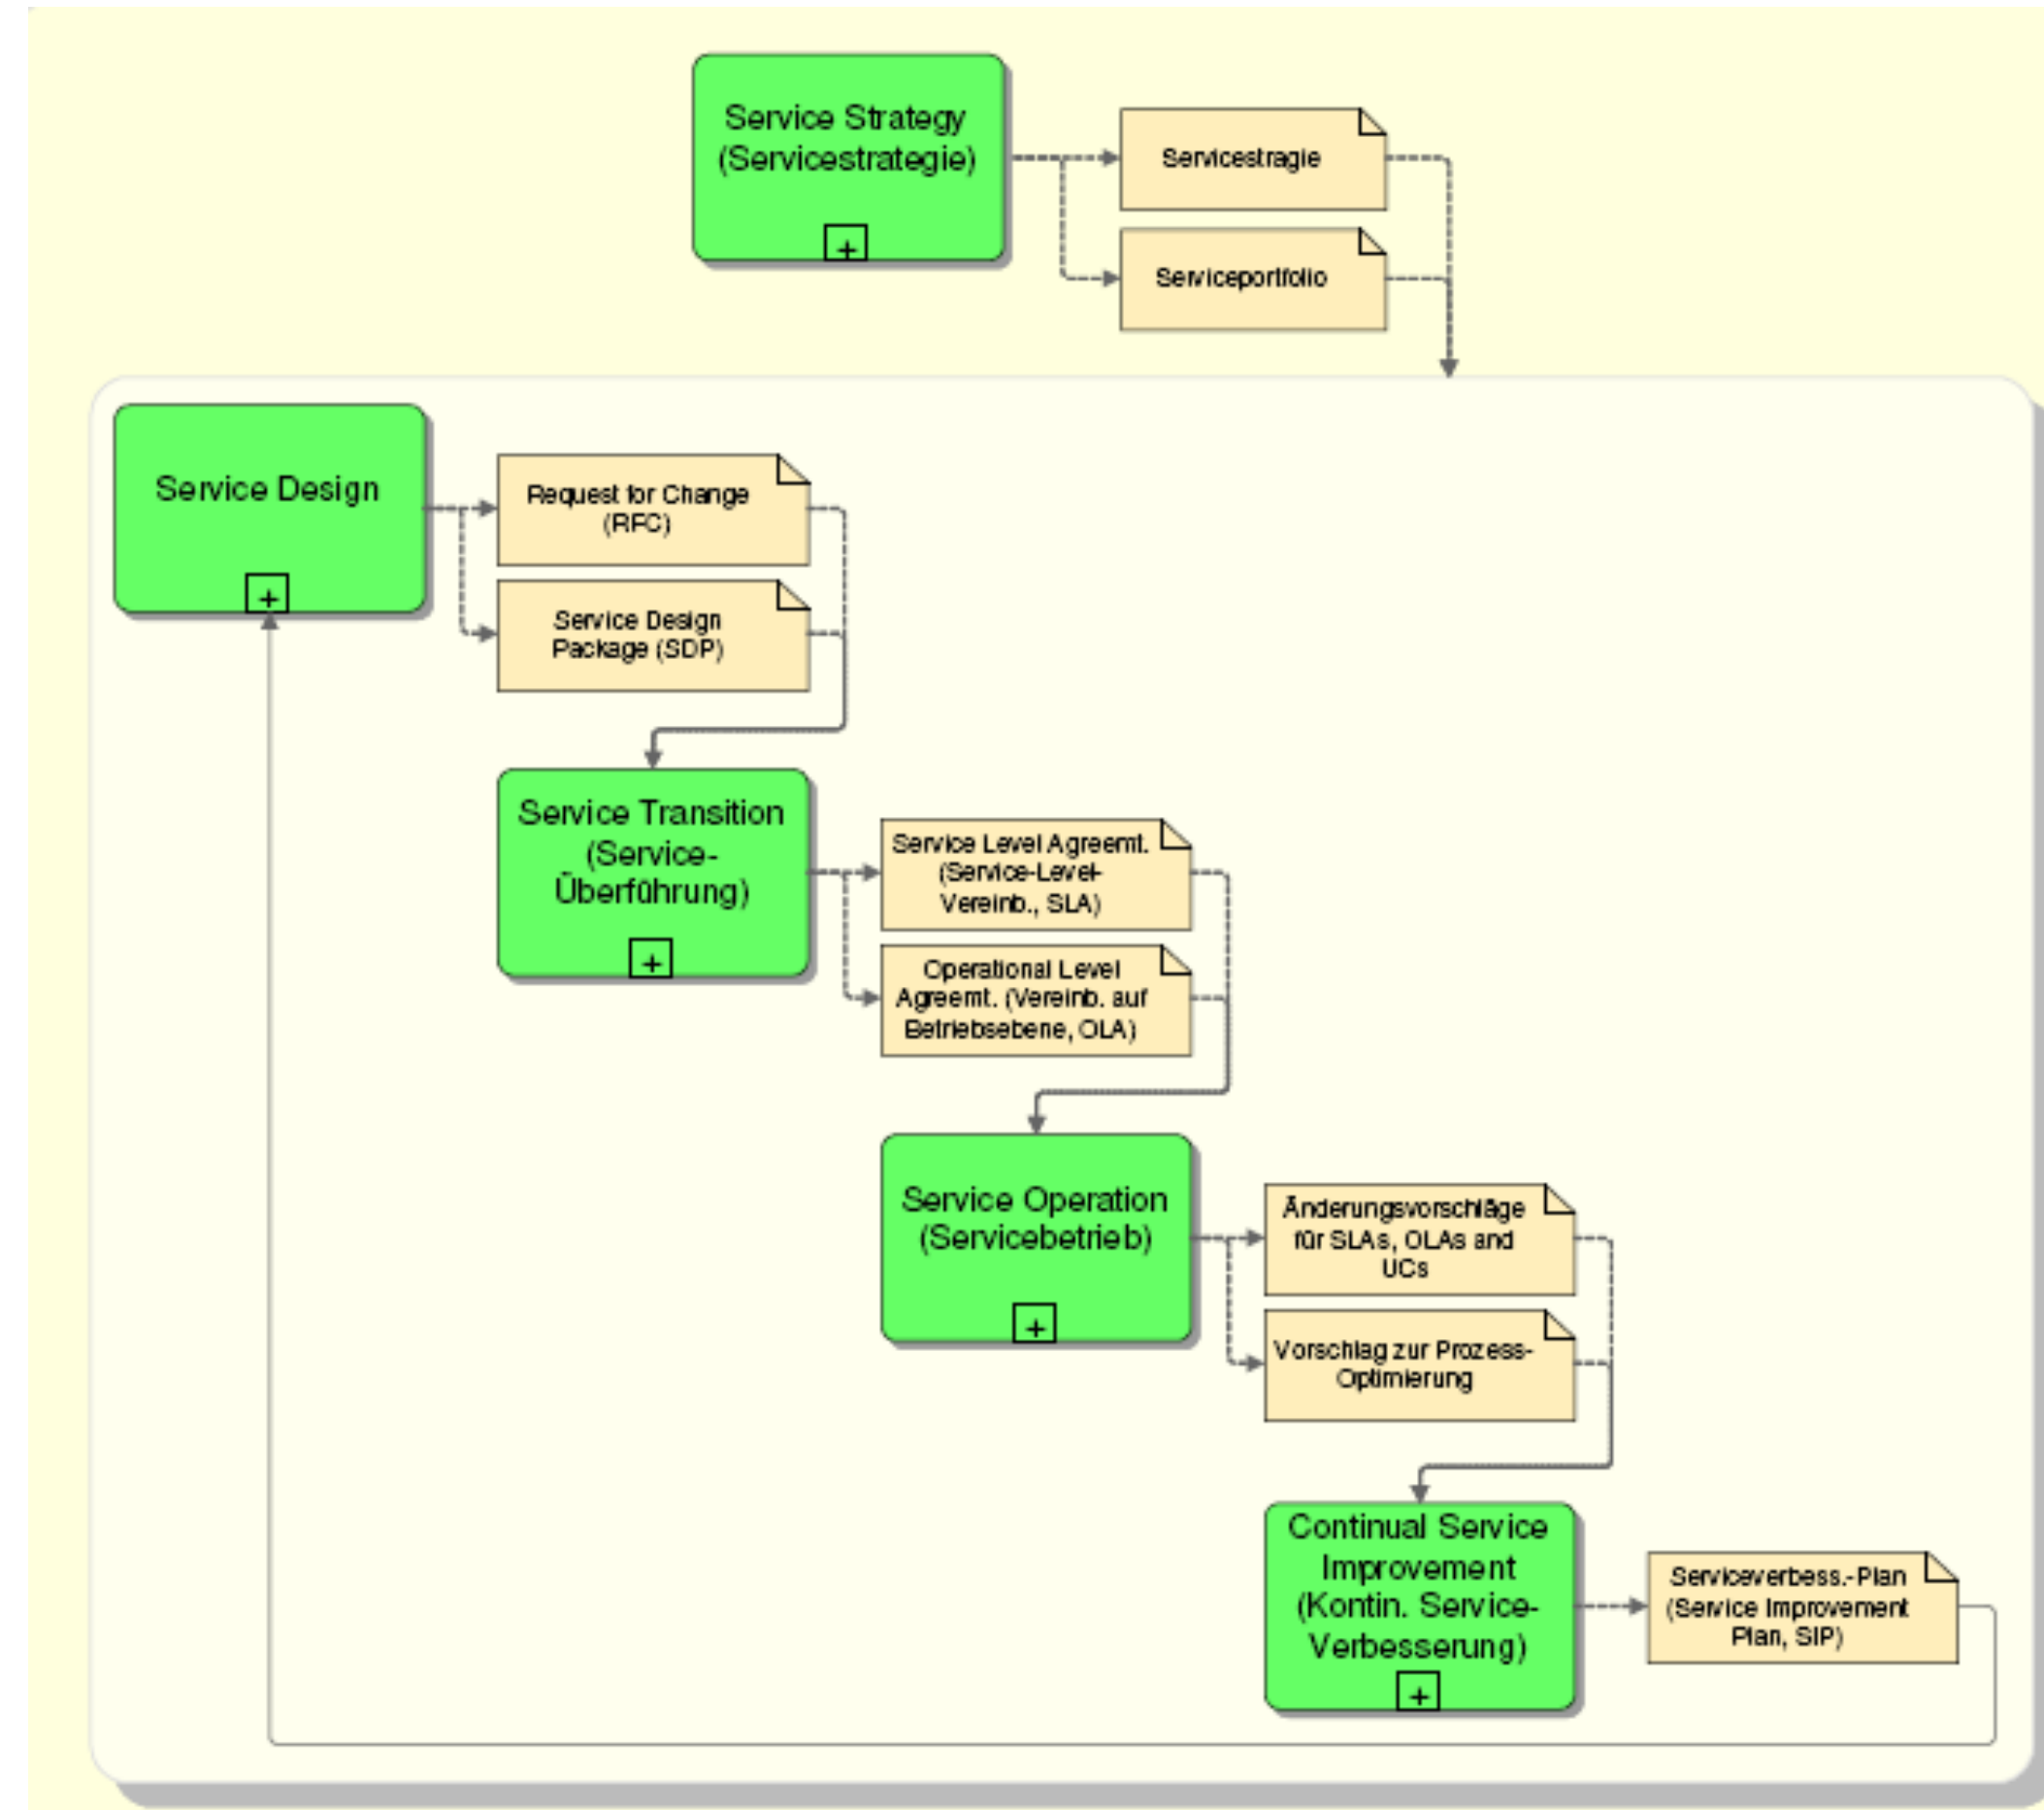 Service Strategy
(Servicestrategie)
Servicestragie
Serviceportfolio
Service Design
Request for Change
(RFC)
Service Design
Package (SDP)
Service Transition
(Service-
Überführung)
Service Level Agreemt.
(Service-Level-
Vereinb., SLA)
Operational Level
Agreemt. (Vereinb. auf
Betriebsebene, OLA)
Service Operation
(Servicebetrieb)
Änderungsvorschläge
für SLAs, OLAs and
UCs
Vorschlag zur Prozess-
Optimierung
Continual Service
Improvement
(Kontin. Service-
Verbesserung)
Serviceverbess.-Plan
(Service Improvement
Plan, SIP)